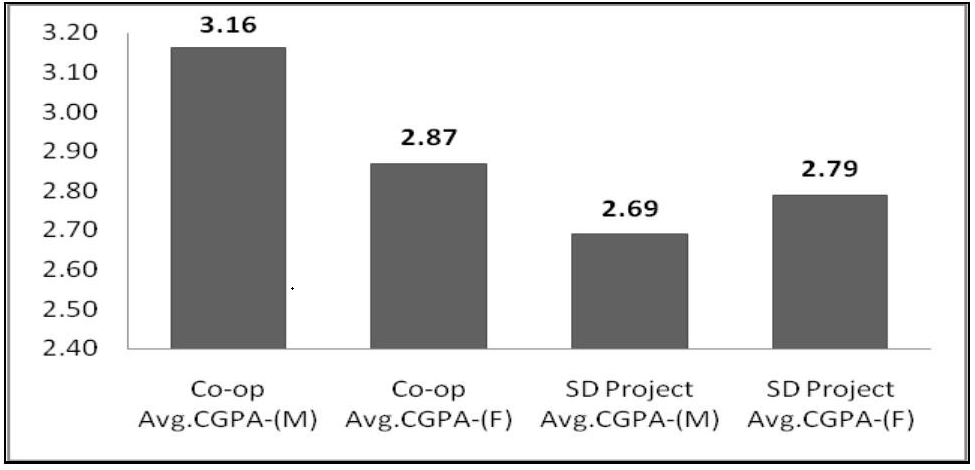 3.20
3.10
3.00
2.90
2.80
2.70
2.60
2.50
2.40
3.16
2.87
2.69
2.79
Co-op
Avg.CGPA-(M)
Co-op
Avg.CGPA-(F)
SD Project
Avg.CGPA-(M)
SD Project
Avg.CGPA-(F)